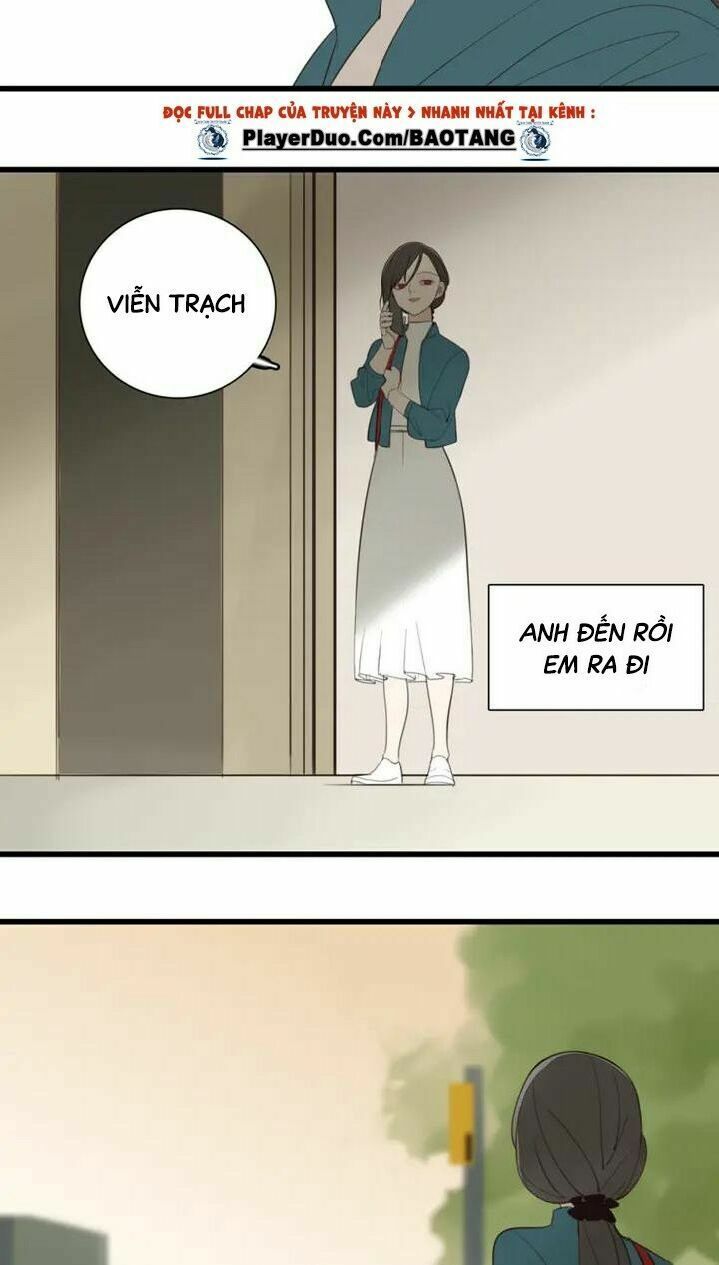 ĐỌC FULL CHAP CỦA TRUYỆN NÀY > NHANH NHẤT TẠI KÊNH :
PlayerDuo.Com/BAOTANG
VIỄN TRẠCH
ANH ĐẾN RỒI
EM RA ĐI